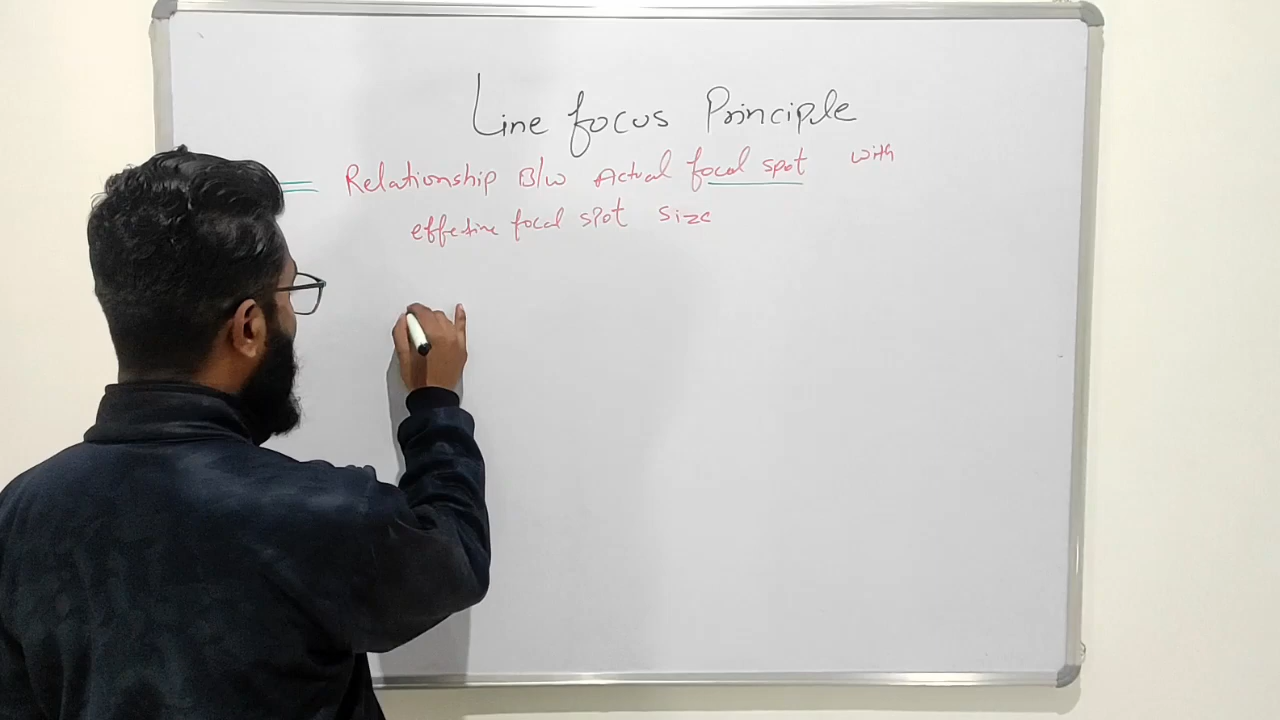 Line focus Principle
Relationship B/w Actual focal spot with
effective focal spot size